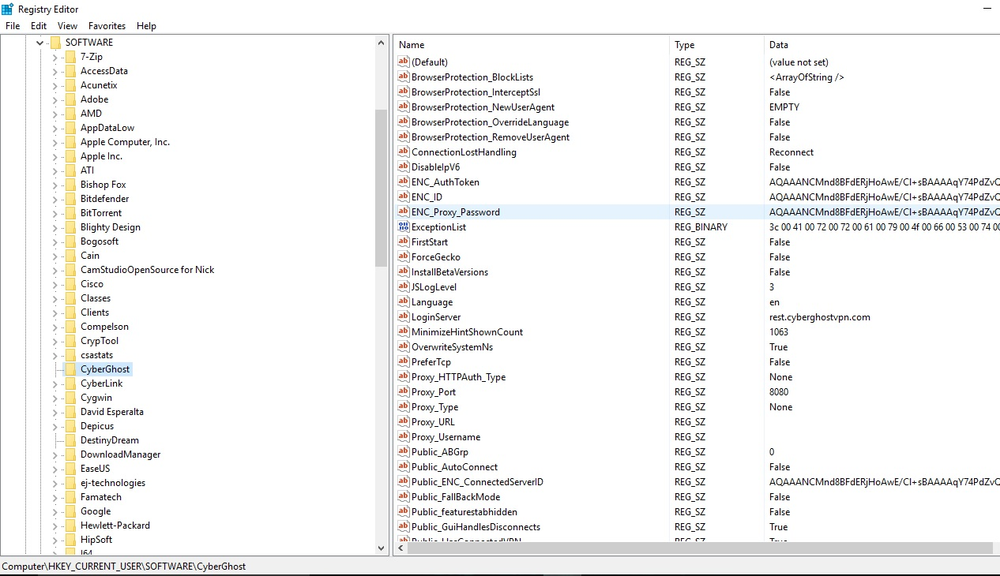 Registry Editor
File Edit View Favorites Help
SOFTWARE
7-Zip
AccessData
Acunetix
Adobe
AMD
AppDataLow
Apple Computer, Inc.
Apple Inc.
ATI
Bishop Fox
Bitdefender
BitTorrent
Blighty Design
Bogosoft
Cain
CamStudioOpenSource for Nick
Cisco
Classes
Clients
Compelson
CrypTool
csastats
CyberGhost
CyberLink
Cygwin
David Esperalta
Depicus
DestinyDream
DownloadManager
EaseUS
ej-technologies
Famatech
Google
Hewlett-Packard
HipSoft
Name Type Data
(Default) REG_SZ (value not set)
BrowserProtection_BlockLists REG_SZ <ArrayOfString />
BrowserProtection_InterceptSsl REG_SZ False
BrowserProtection_NewUserAgent REG_SZ EMPTY
BrowserProtection_OverrideLanguage REG_SZ False
BrowserProtection_RemoveUserAgent REG_SZ False
ConnectionLostHandling REG_SZ Reconnect
DisableIpV6 REG_SZ False
ENC_AuthToken REG_SZ AQAAANCMnd8BFdERjHoAwE/Cl+sBAAAAqY74PdZvQ
ENC_ID REG_SZ AQAAANCMnd8BFdERjHoAwE/Cl+sBAAAAqY74PdZvQ
ENC_Proxy_Password REG_SZ AQAAANCMnd8BFdERjHoAwE/Cl+sBAAAAqY74PdZvQ
ExceptionList REG_BINARY 3c 00 41 00 72 00 72 00 61 00 79 00 4f 00 66 00 53 00 74 00
FirstStart REG_SZ False
ForceGecko REG_SZ False
InstallBetaVersions REG_SZ False
JSLogLevel REG_SZ 3
Language REG_SZ en
LoginServer REG_SZ rest.cyberghostvpn.com
MinimizeHintShownCount REG_SZ 1063
OverwriteSystemNs REG_SZ True
PreferTcp REG_SZ False
Proxy_HTTPAuth_Type REG_SZ None
Proxy_Port REG_SZ 8080
Proxy_Type REG_SZ None
Proxy_URL REG_SZ
Proxy_Username REG_SZ
Public_ABGrp REG_SZ 0
Public_AutoConnect REG_SZ False
Public_ENC_ConnectedServerID REG_SZ AQAAANCMnd8BFdERjHoAwE/Cl+sBAAAAqY74PdZvQ
Public_FallBackMode REG_SZ False
Public_featurestabhidden REG_SZ False
Public_GuiHandlesDisconnects REG_SZ True
Computer\HKEY_CURRENT_USER\SOFTWARE\CyberGhost